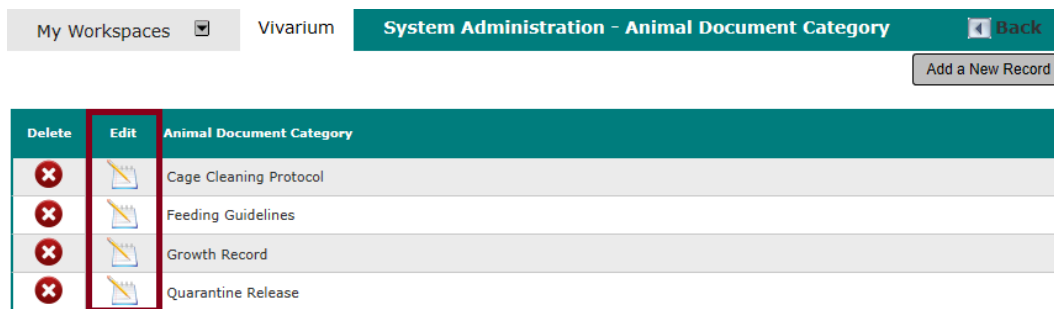 My Workspaces Vivarium System Administration - Animal Document Category Back
Add a New Record
Delete Edit Animal Document Category
Cage Cleaning Protocol
Feeding Guidelines
Growth Record
Quarantine Release